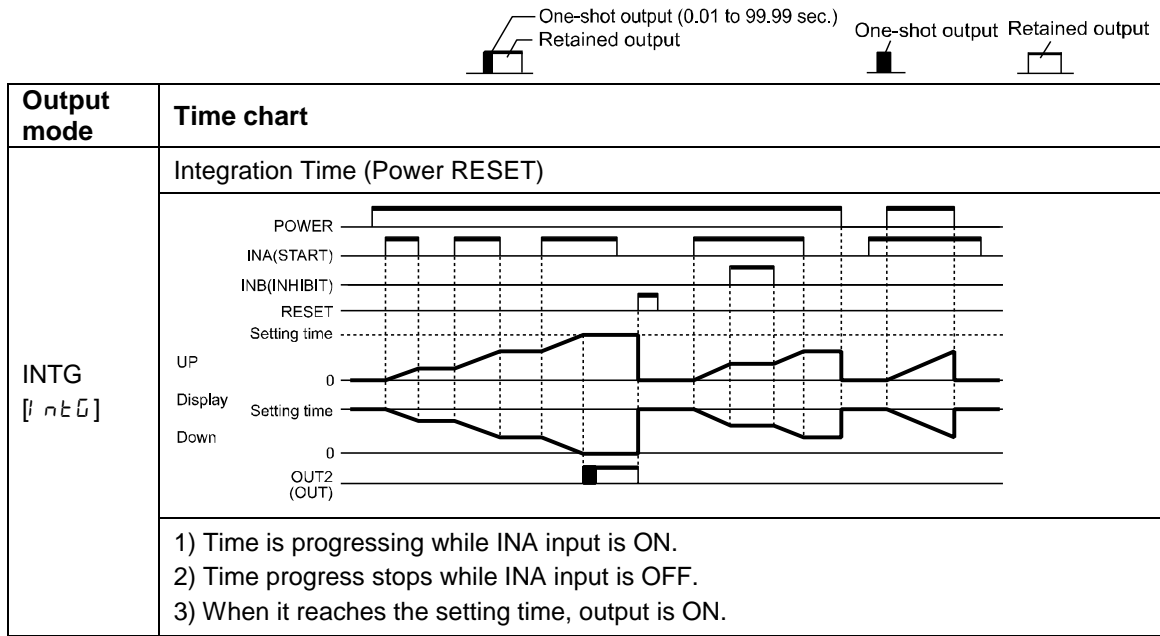 One-shot output (0.01 to 99.99 sec.)
Retained output
One-shot output
Retained output
Output mode
Time chart
INTG
[IntG]
Integration Time (Power RESET)
POWER
INA(START)
INB(INHIBIT)
RESET
Setting time
UP
0
Display
Setting time
Down
0
OUT2
(OUT)
1) Time is progressing while INA input is ON.
2) Time progress stops while INA input is OFF.
3) When it reaches the setting time, output is ON.